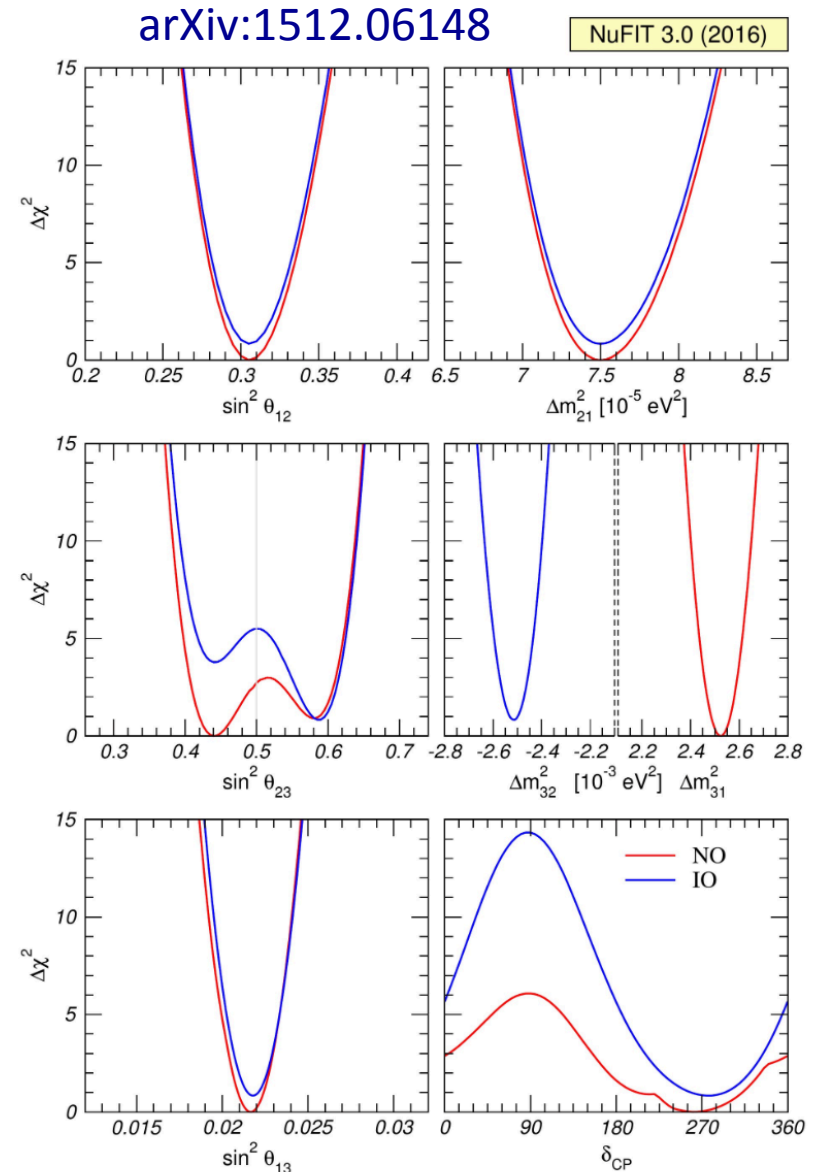 arXiv:1512.06148
NuFIT 3.0 (2016)
15
10
5
0
Δχ²
0.2 0.25 0.3 0.35 0.4
sin² θ₁₂
6.5 7 7.5 8 8.5
Δm²₂₁ [10⁻⁵ eV²]
15
10
5
0
Δχ²
0.3 0.4 0.5 0.6 0.7
sin² θ₂₃
-2.8 -2.6 -2.4 -2.2 2.2 2.4 2.6 2.8
Δm²₃₂ [10⁻³ eV²] Δm²₃₁
15
10
5
0
Δχ²
0.015 0.02 0.025 0.03
sin² θ₁₃
NO
IO
0 90 180 270 360
δ_CP